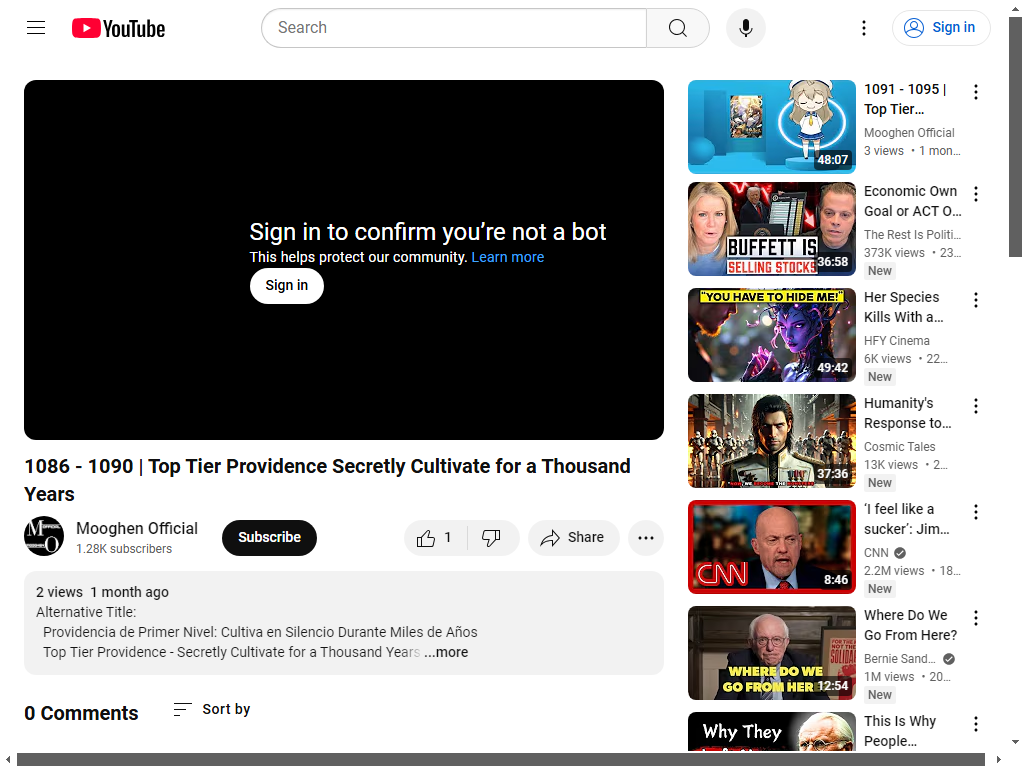 YouTube
Search
Sign in
Sign in to confirm you’re not a bot
This helps protect our community. Learn more
Sign in
1086 - 1090 | Top Tier Providence Secretly Cultivate for a Thousand
Years
Mooghen Official
1.28K subscribers
Subscribe
1
Share
2 views 1 month ago
Alternative Title:
Providencia de Primer Nivel: Cultiva en Silencio Durante Miles de Años
Top Tier Providence - Secretly Cultivate for a Thousand Years ...more
0 Comments
Sort by
48:07
1091 - 1095 |
Top Tier…
Mooghen Official
3 views • 1 mon…
BUFFETT IS
SELLING STOCKS
36:58
Economic Own
Goal or ACT O…
The Rest Is Politi…
373K views • 23…
New
"YOU HAVE TO HIDE ME!"
49:42
Her Species
Kills With a…
HFY Cinema
6K views • 22…
New
37:36
Humanity's
Response to…
Cosmic Tales
13K views • 2…
New
CNN
8:46
‘I feel like a
sucker’: Jim…
CNN
2.2M views • 18…
New
WHERE DO WE
GO FROM HER
12:54
Where Do We
Go From Here?
Bernie Sand…
1M views • 20…
New
Why They
This Is Why
People…